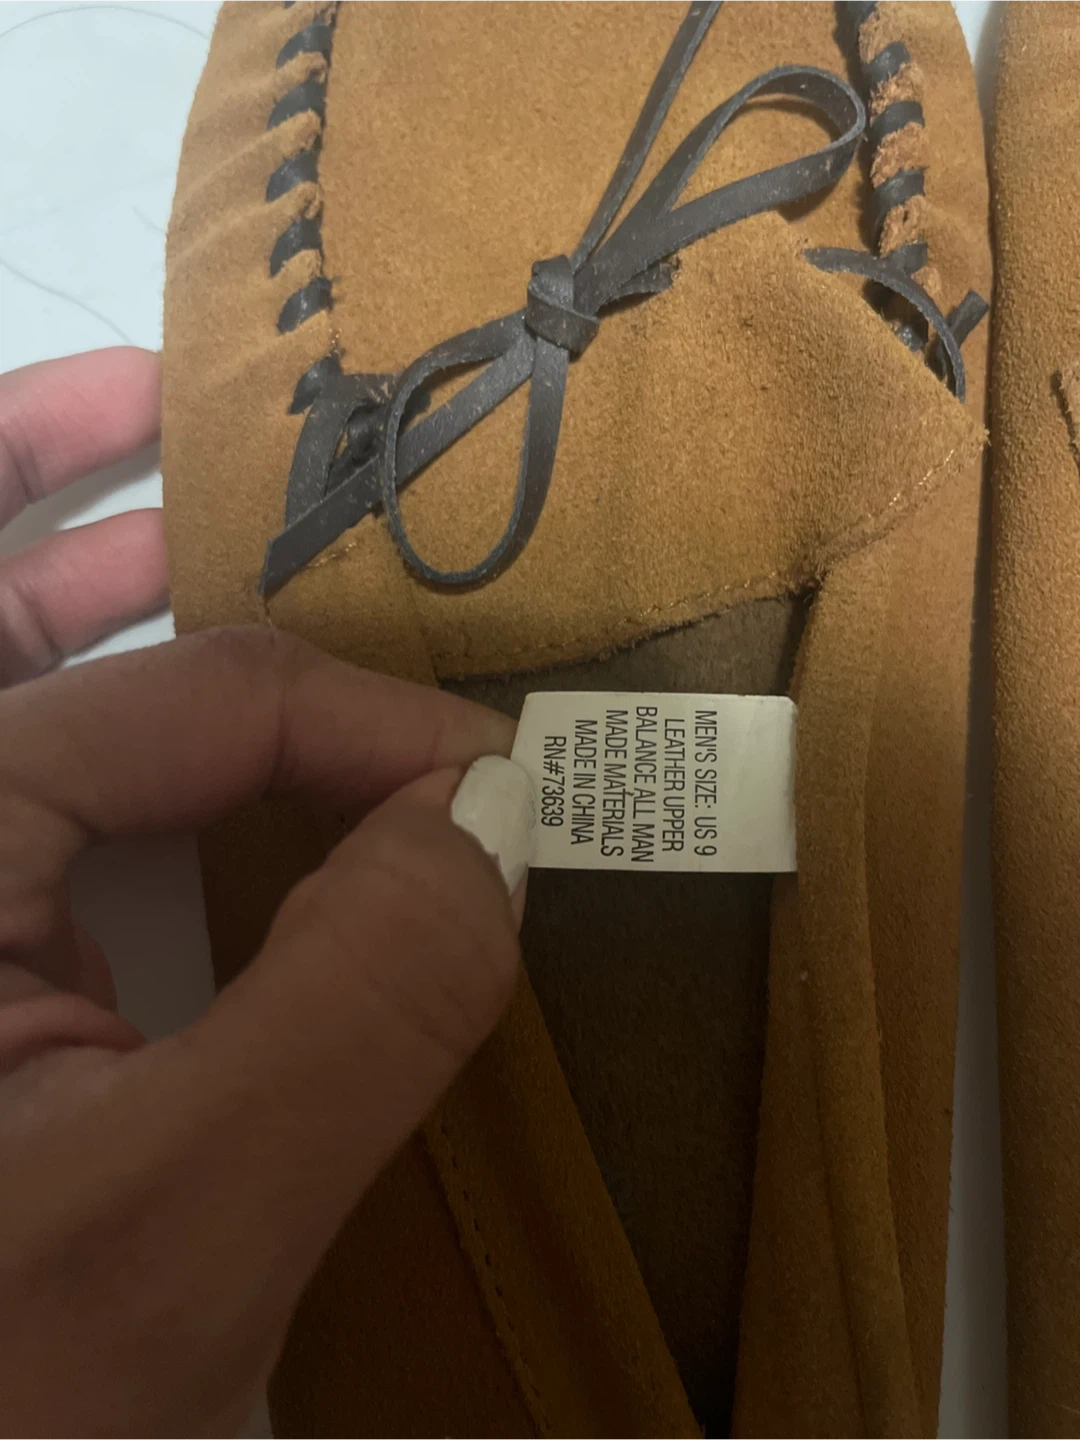 MEN'S SIZE: US 9
LEATHER UPPER
BALANCE ALL MAN
MADE MATERIALS
MADE IN CHINA
RN#73639